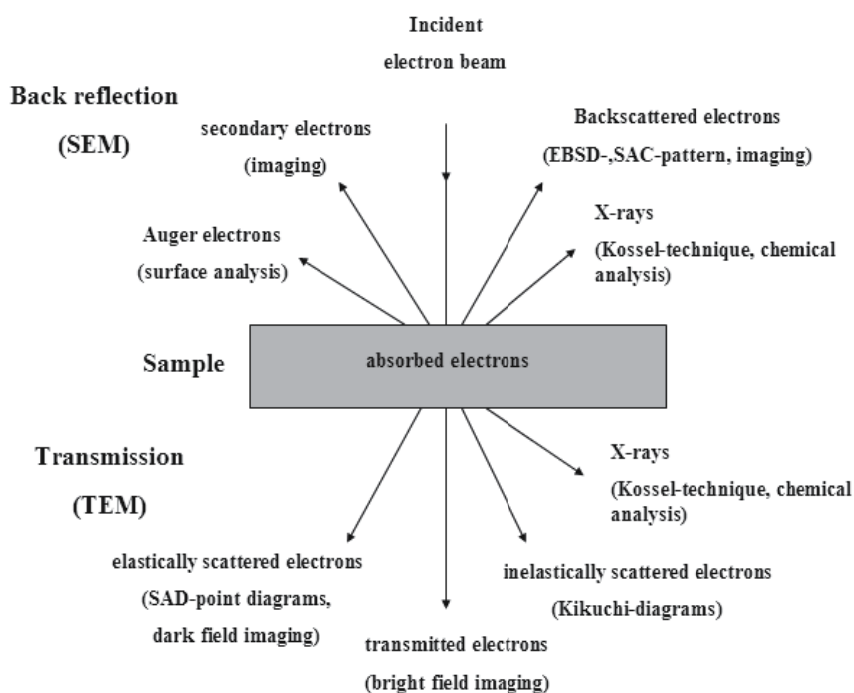 Incident
electron beam
Back reflection
(SEM)
secondary electrons
(imaging)
Backscattered electrons
(EBSD-,SAC-pattern, imaging)
Auger electrons
(surface analysis)
X-rays
(Kossel-technique, chemical
analysis)
Sample
absorbed electrons
Transmission
(TEM)
X-rays
(Kossel-technique, chemical
analysis)
elastically scattered electrons
(SAD-point diagrams,
dark field imaging)
inelastically scattered electrons
(Kikuchi-diagrams)
transmitted electrons
(bright field imaging)